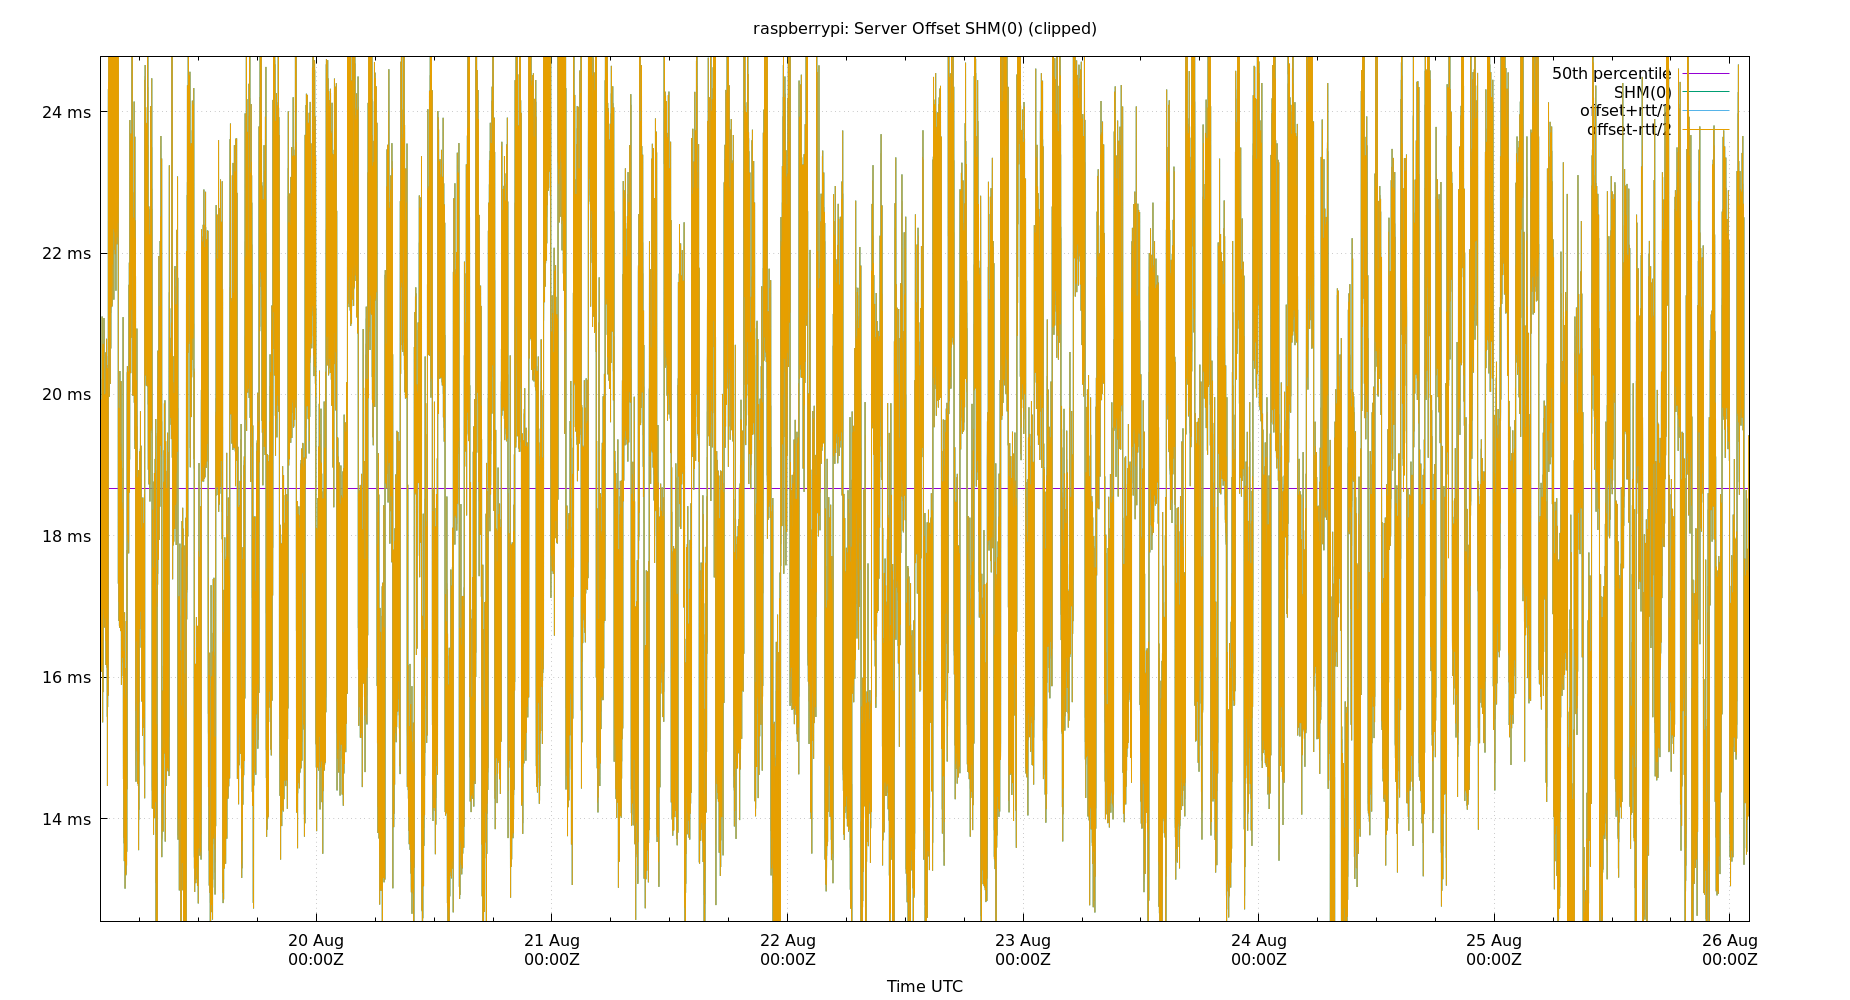 raspberrypi: Server Offset SHM(0) (clipped)
50th percentile
SHM(0)
offset+rtt/2
offset-rtt/2
24 ms
22 ms
20 ms
18 ms
16 ms
14 ms
20 Aug 21 Aug 22 Aug 23 Aug 24 Aug 25 Aug 26 Aug
00:00Z 00:00Z 00:00Z 00:00Z 00:00Z 00:00Z 00:00Z
Time UTC